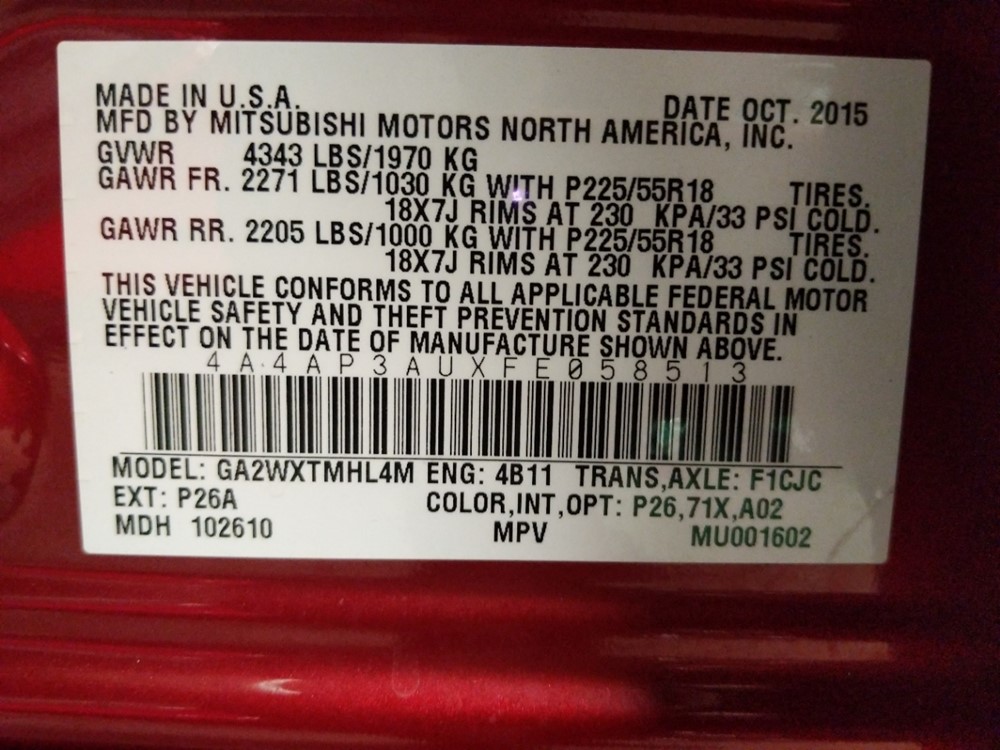 MADE IN U.S.A. DATE OCT. 2015
MFD BY MITSUBISHI MOTORS NORTH AMERICA, INC.
GVWR 4343 LBS/1970 KG
GAWR FR. 2271 LBS/1030 KG WITH P225/55R18 TIRES.
18X7J RIMS AT 230 KPA/33 PSI COLD.
GAWR RR. 2205 LBS/1000 KG WITH P225/55R18 TIRES.
18X7J RIMS AT 230 KPA/33 PSI COLD.
THIS VEHICLE CONFORMS TO ALL APPLICABLE FEDERAL MOTOR
VEHICLE SAFETY AND THEFT PREVENTION STANDARDS IN
EFFECT ON THE DATE OF MANUFACTURE SHOWN ABOVE.
4A4AP3AUXFE058513
MODEL: GA2WXTMHL4M ENG: 4B11 TRANS,AXLE: F1CJC
EXT: P26A COLOR,INT,OPT: P26,71X,A02
MDH 102610 MPV MU001602